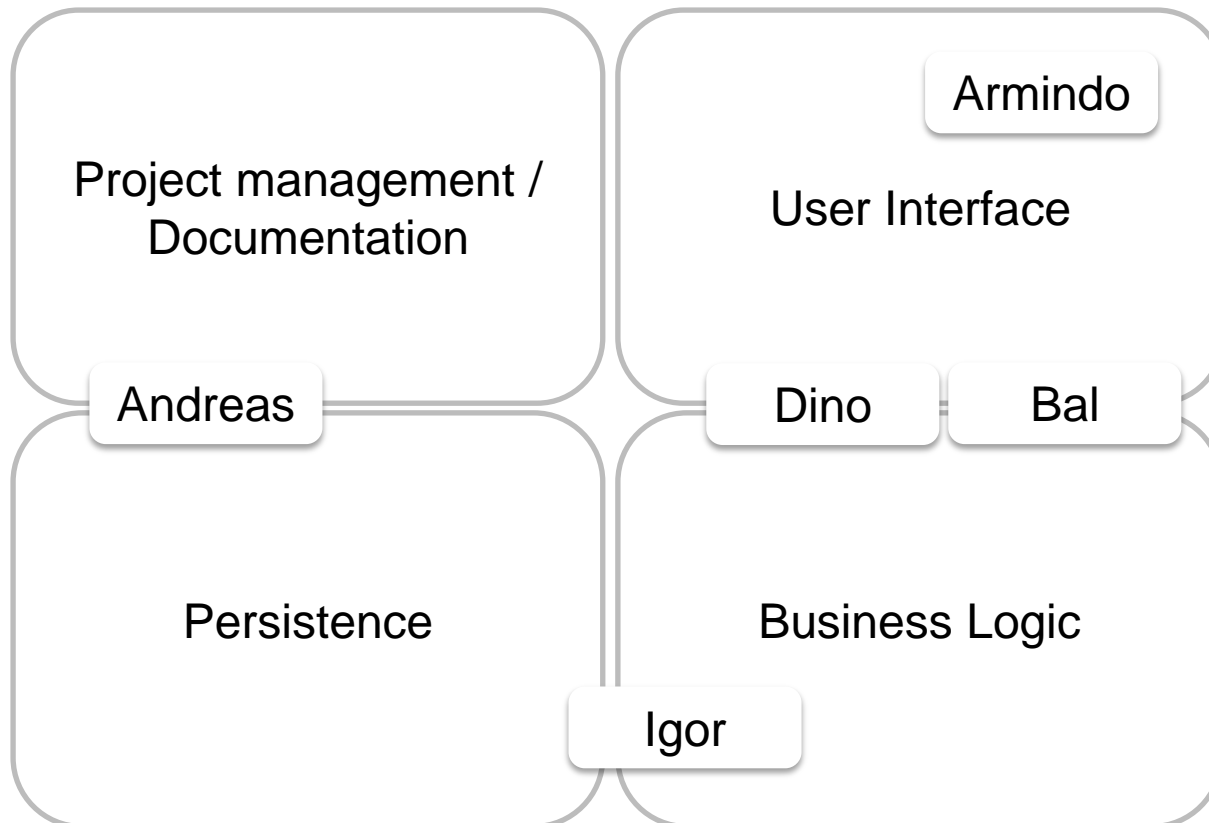 Armindo
Project management /
Documentation
User Interface
Andreas
Dino
Bal
Persistence
Business Logic
Igor